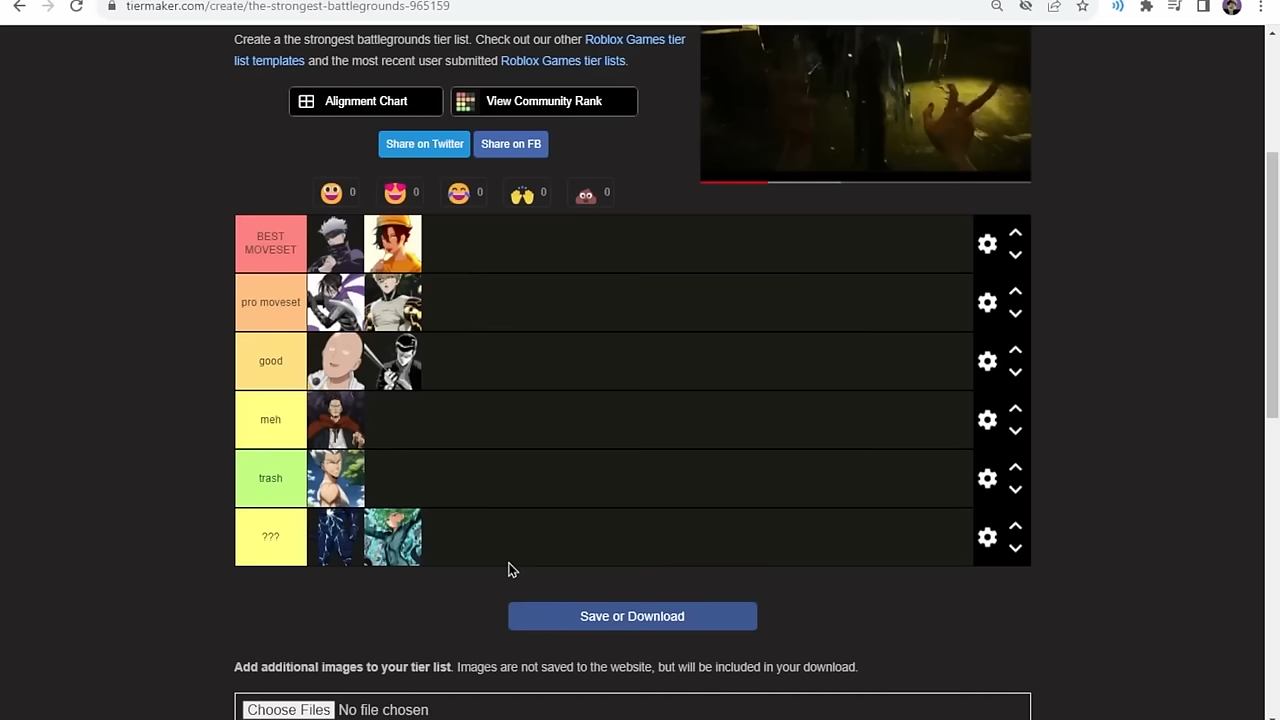 tiermaker.com/create/the-strongest-battlegrounds-965159
Create a the strongest battlegrounds tier list. Check out our other Roblox Games tier
list templates and the most recent user submitted Roblox Games tier lists.
Alignment Chart
View Community Rank
Share on Twitter
Share on FB
0
0
0
0
0
BEST
MOVESET
pro moveset
good
meh
trash
???
Save or Download
Add additional images to your tier list. Images are not saved to the website, but will be included in your download.
Choose Files No file chosen